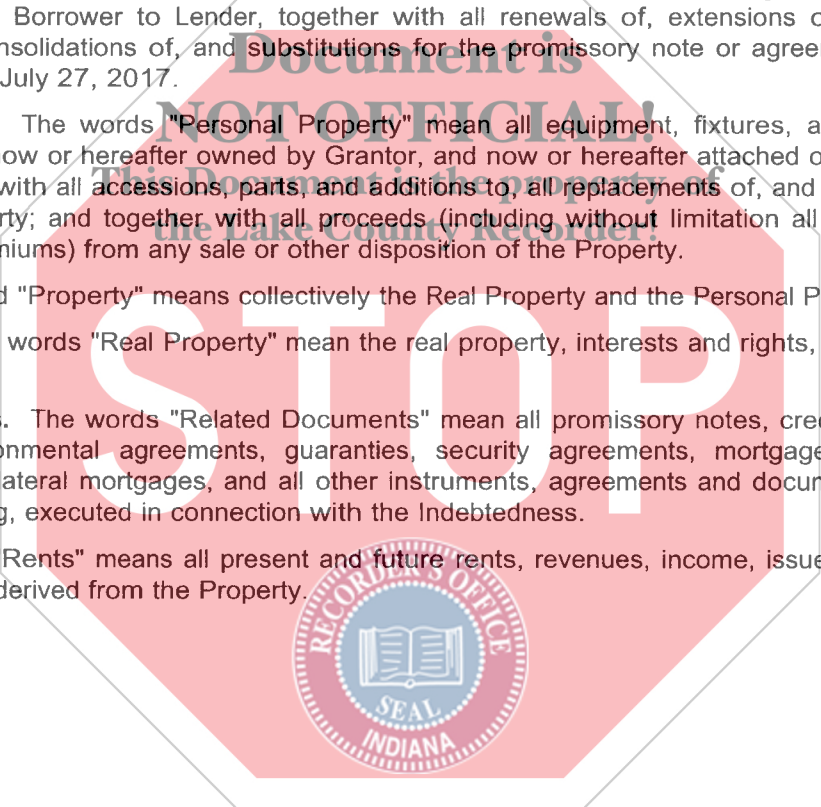 Borrower to Lender, together with all renewals of, extensions o
nsolidations of, and substitutions for the promissory note or agree
July 27, 2017.
The words "Personal Property" mean all equipment, fixtures, a
now or hereafter owned by Grantor, and now or hereafter attached o
with all accessions, parts, and additions to, all replacements of, and
rty; and together with all proceeds (including without limitation all
niums) from any sale or other disposition of the Property.
d "Property" means collectively the Real Property and the Personal P
words "Real Property" mean the real property, interests and rights,
s. The words "Related Documents" mean all promissory notes, cre
onmental agreements, guaranties, security agreements, mortgage
lateral mortgages, and all other instruments, agreements and docu
g, executed in connection with the Indebtedness.
"Rents" means all present and future rents, revenues, income, issue
derived from the Property.
Document is
NOT OFFICIAL!
This Document is the property of
the Lake County Recorder!
STOP
RECORDER'S OFFICE
SEAL
INDIANA